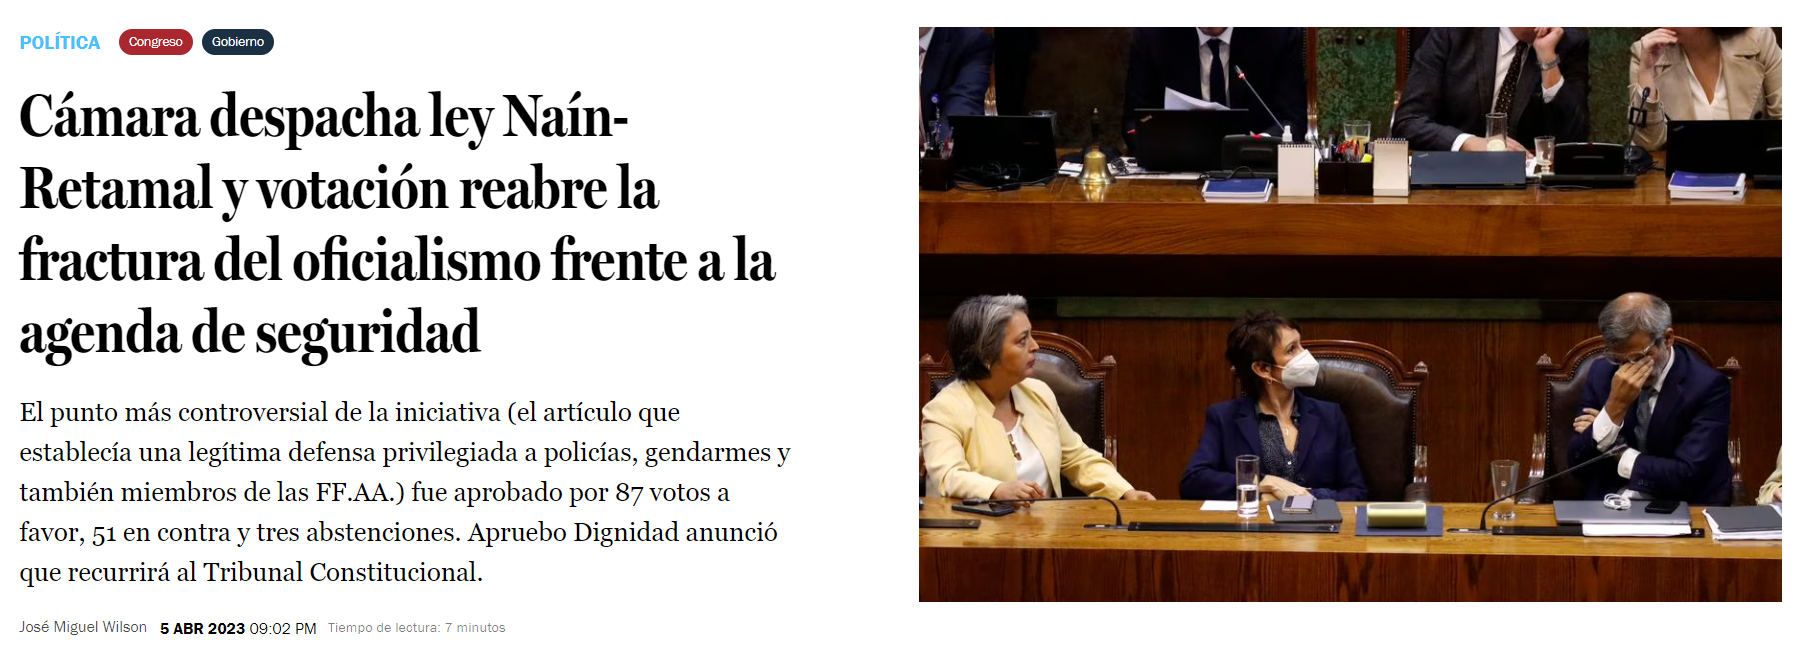 POLÍTICA Congreso Gobierno
Cámara despacha ley Naín-
Retamal y votación reabre la
fractura del oficialismo frente a la
agenda de seguridad
El punto más controversial de la iniciativa (el artículo que
establecía una legítima defensa privilegiada a policías, gendarmes y
también miembros de las FF.AA.) fue aprobado por 87 votos a
favor, 51 en contra y tres abstenciones. Apruebo Dignidad anunció
que recurrirá al Tribunal Constitucional.
José Miguel Wilson 5 ABR 2023 09:02 PM Tiempo de lectura: 7 minutos